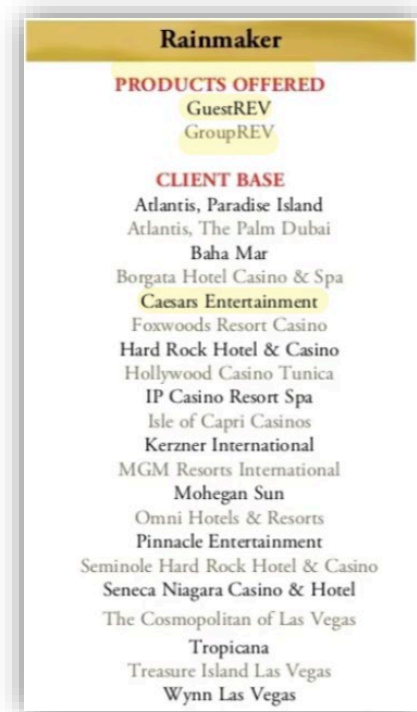 Rainmaker
PRODUCTS OFFERED
GuestREV
GroupREV
CLIENT BASE
Atlantis, Paradise Island
Atlantis, The Palm Dubai
Baha Mar
Borgata Hotel Casino & Spa
Caesars Entertainment
Foxwoods Resort Casino
Hard Rock Hotel & Casino
Hollywood Casino Tunica
IP Casino Resort Spa
Isle of Capri Casinos
Kerzner International
MGM Resorts International
Mohegan Sun
Omni Hotels & Resorts
Pinnacle Entertainment
Seminole Hard Rock Hotel & Casino
Seneca Niagara Casino & Hotel
The Cosmopolitan of Las Vegas
Tropicana
Treasure Island Las Vegas
Wynn Las Vegas